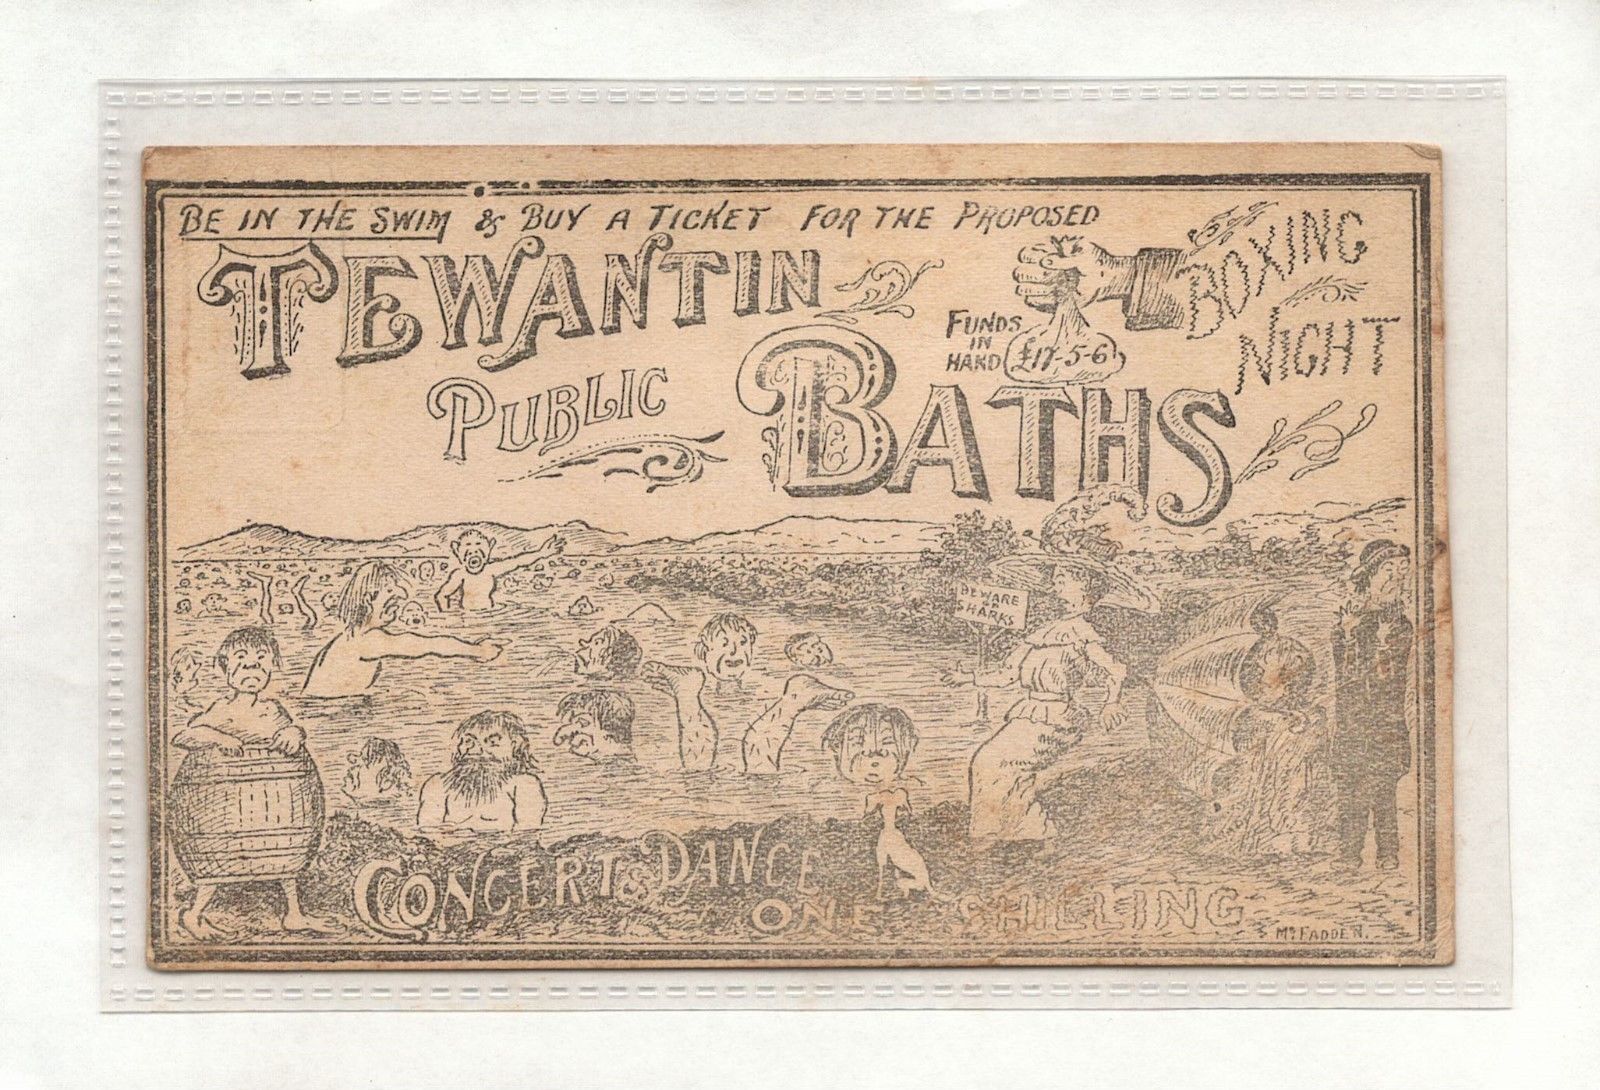 BE IN THE SWIM & BUY A TICKET FOR THE PROPOSED
TEWANTIN
PUBLIC BATHS
FUNDS
IN
HAND £17-5-6
BOXING
NIGHT
BEWARE
OF
SHARKS
CONCERT & DANCE
ONE SHILLING
McFADDEN.